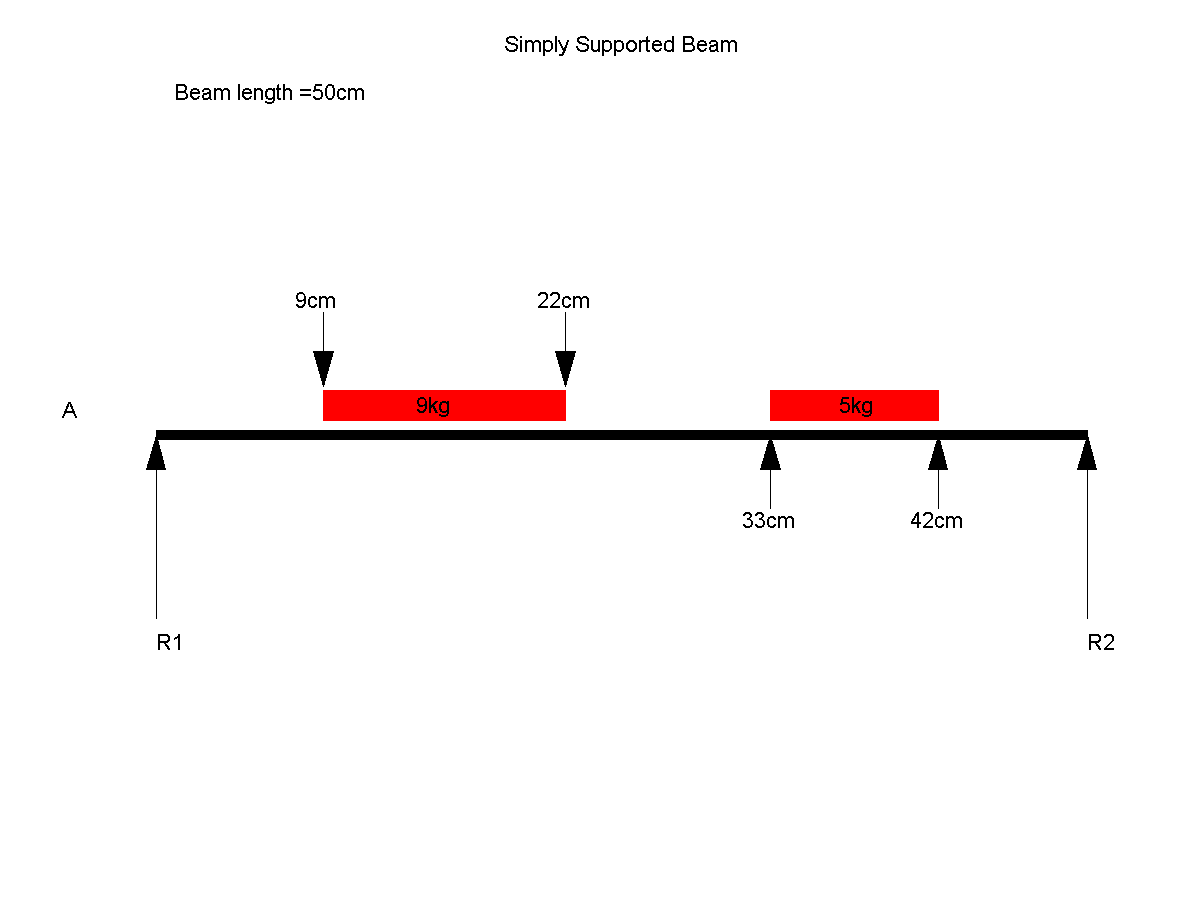 Simply Supported Beam
Beam length =50cm
9cm
22cm
A
9kg
5kg
33cm
42cm
R1
R2